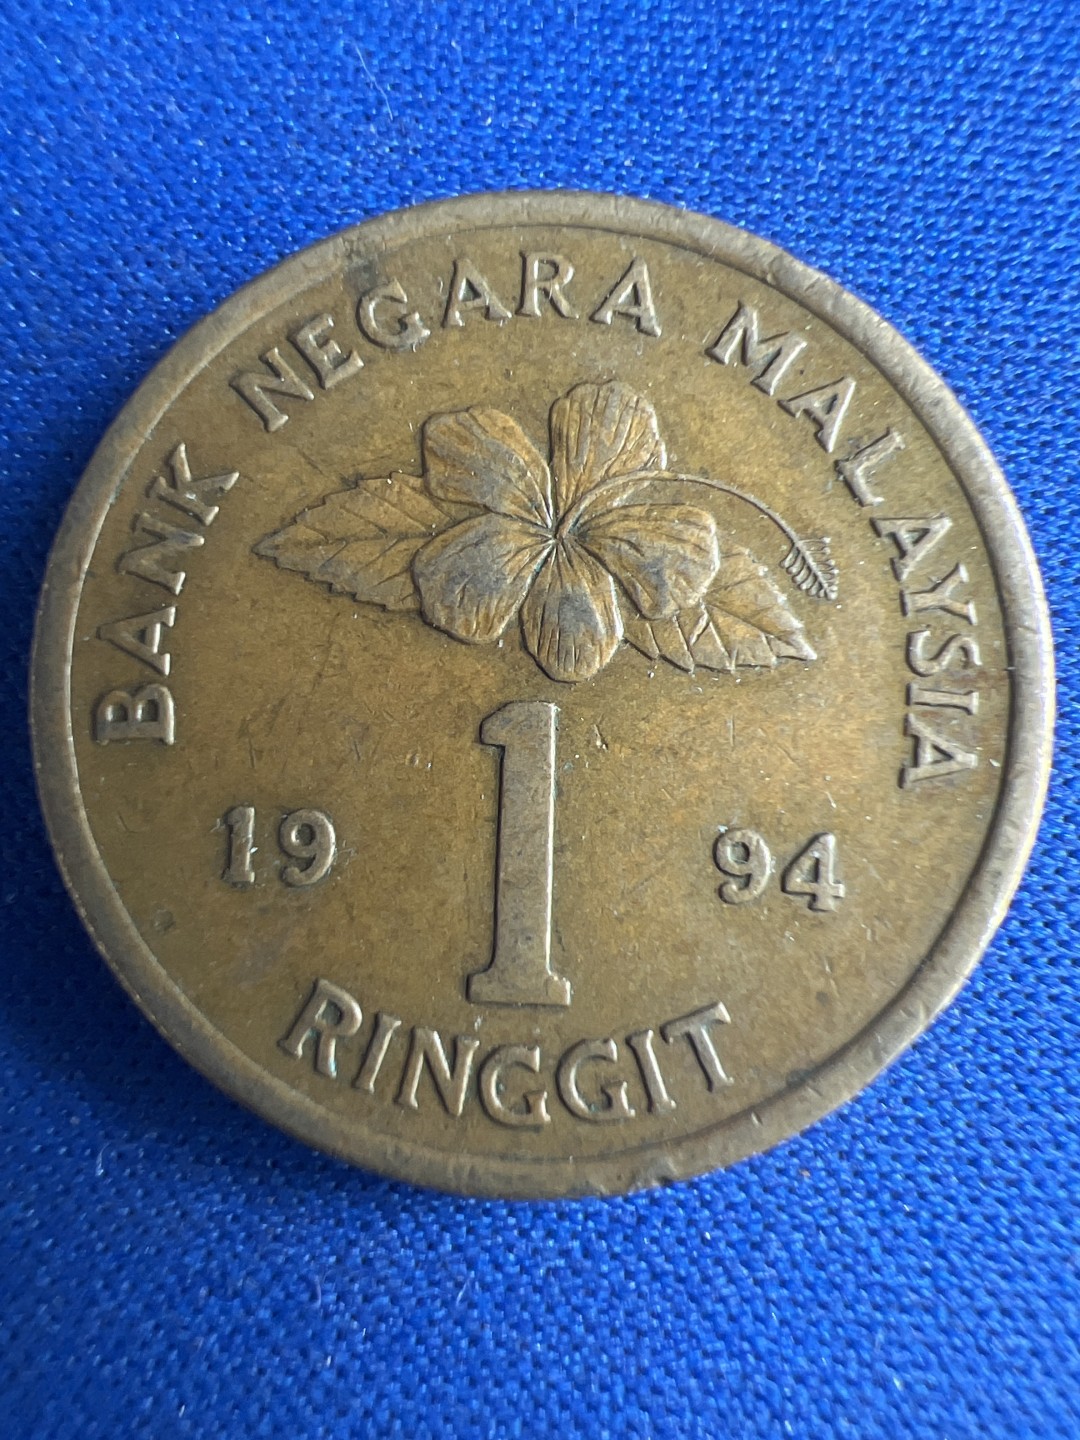 BANK NEGARA MALAYSIA
1
19 94
RINGGIT